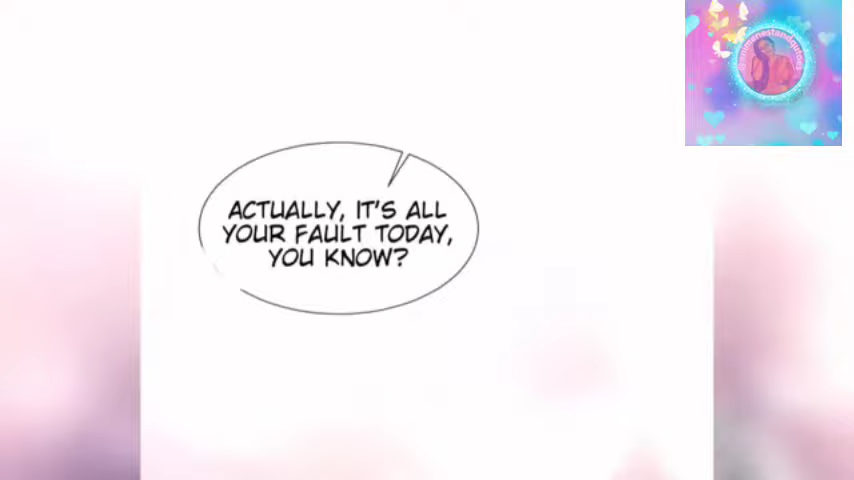 ACTUALLY, IT'S ALL
YOUR FAULT TODAY,
YOU KNOW?